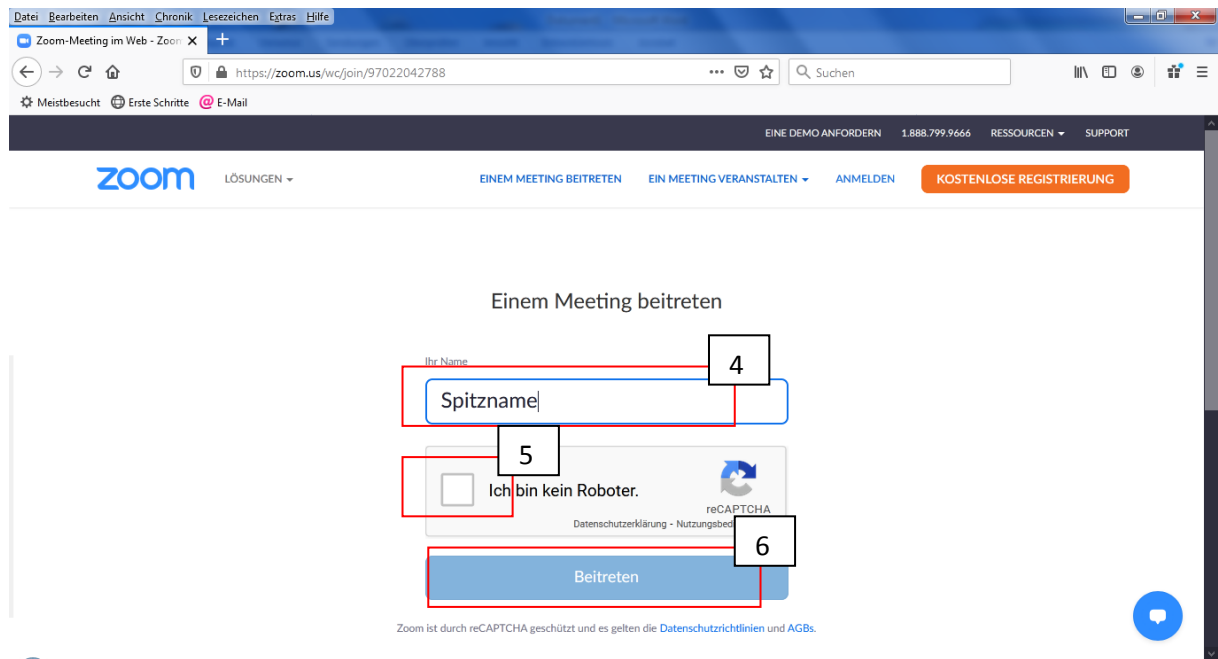 Datei Bearbeiten Ansicht Chronik Lesezeichen Extras Hilfe
Zoom-Meeting im Web - Zoom
https://zoom.us/wc/join/97022042788
Suchen
Meistbesucht Erste Schritte E-Mail
EINE DEMO ANFORDERN 1.888.799.9666 RESSOURCEN SUPPORT
zoom LÖSUNGEN EINEM MEETING BEITRETEN EIN MEETING VERANSTALTEN ANMELDEN KOSTENLOSE REGISTRIERUNG
Einem Meeting beitreten
Ihr Name
4
Spitzname
5
Ich bin kein Roboter.
reCAPTCHA
Datenschutzerklärung -
6
Beitreten
Zoom ist durch reCAPTCHA geschützt und es gelten die Datenschutzrichtlinien und AGBs.